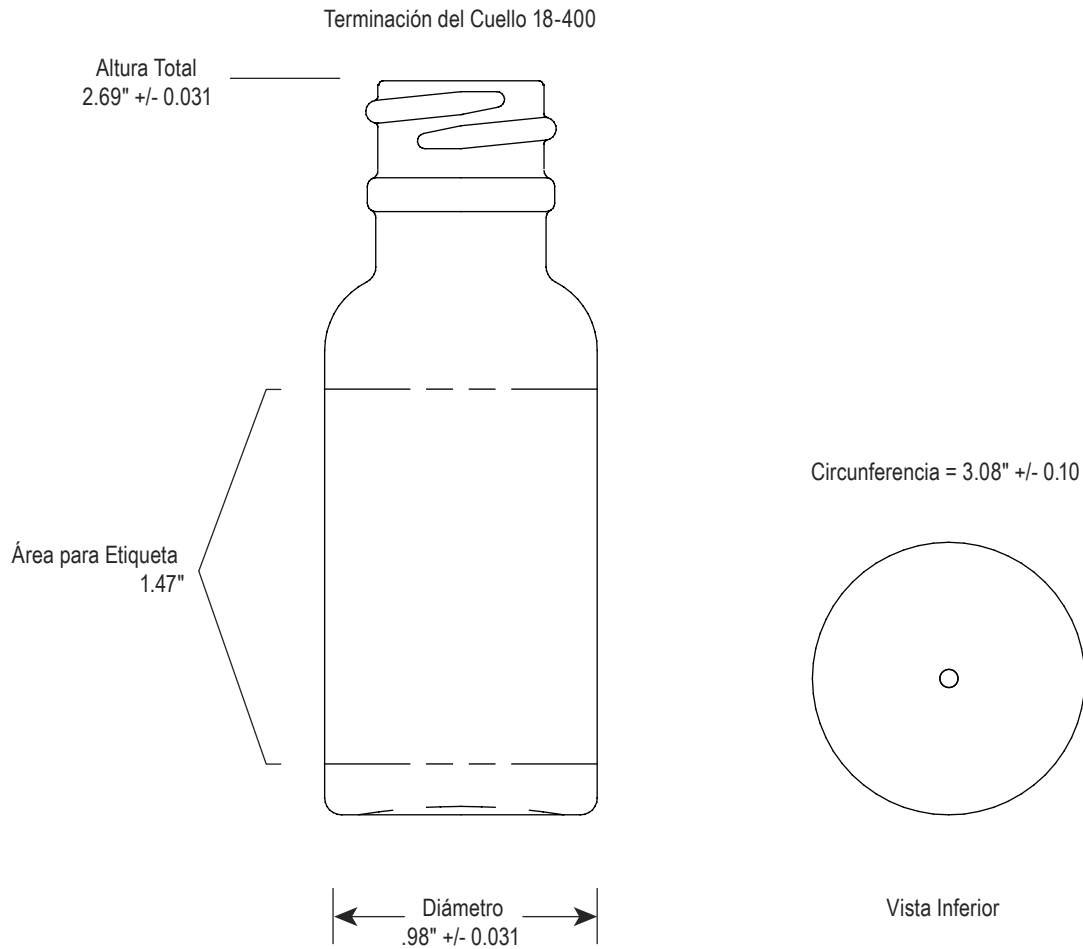 Terminación del Cuello 18-400
Altura Total
2.69" +/- 0.031
Circunferencia = 3.08" +/- 0.10
Área para Etiqueta
1.47"
Diámetro
.98" +/- 0.031
Vista Inferior